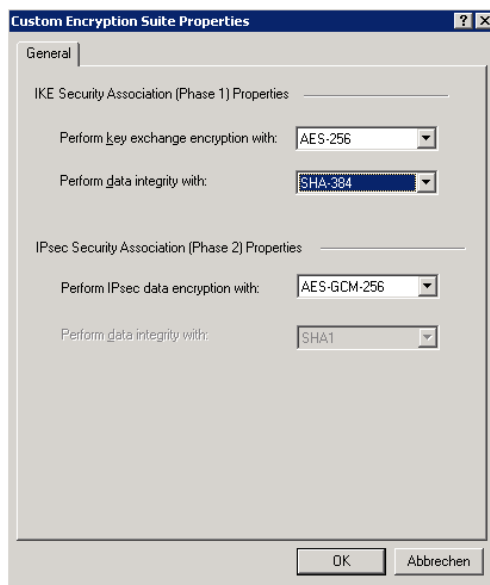 Custom Encryption Suite Properties
General
IKE Security Association (Phase 1) Properties
Perform key exchange encryption with: AES-256
Perform data integrity with: SHA-384
IPsec Security Association (Phase 2) Properties
Perform IPsec data encryption with: AES-GCM-256
Perform data integrity with: SHA1
OK Abbrechen